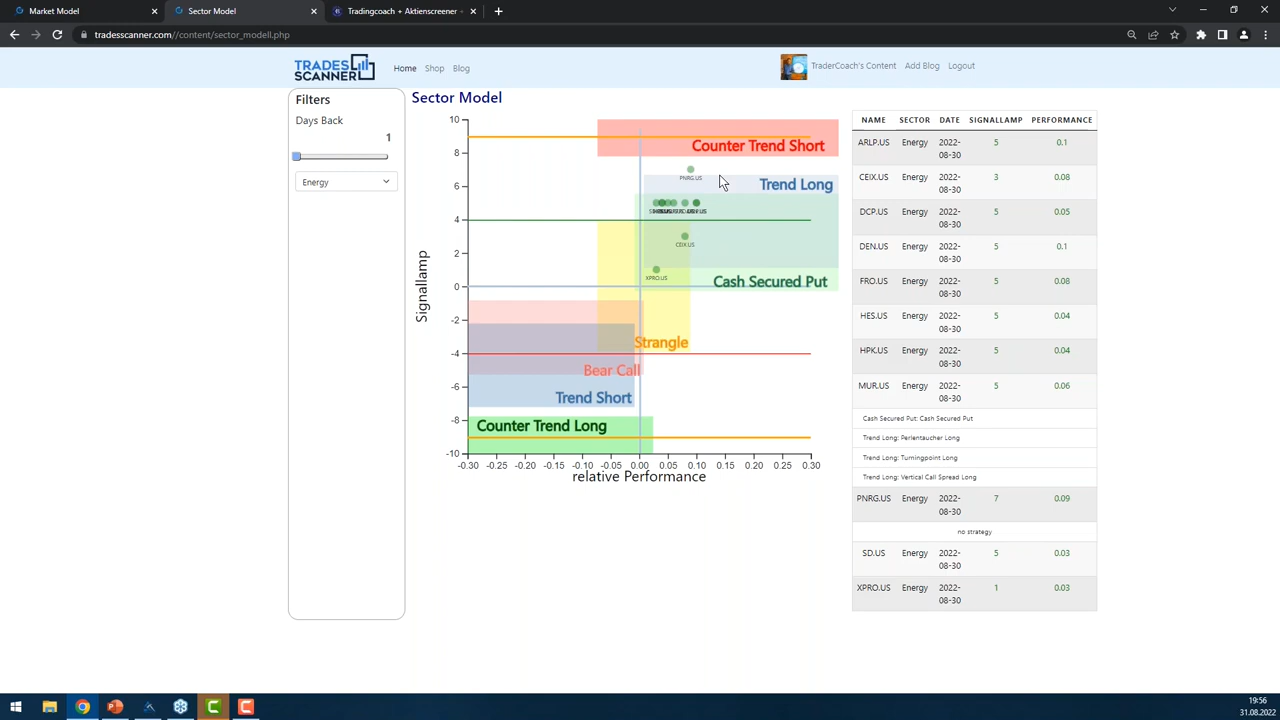 Market Model
Sector Model
Tradingcoach + Aktienscreener -
tradesscanner.com//content/sector_modell.php
TRADES
SCANNER
Home
Shop
Blog
TraderCoach's Content
Add Blog
Logout
Filters
Days Back
1
Energy
Sector Model
10
8
6
4
2
0
-2
-4
-6
-8
-10
Signallamp
Counter Trend Short
PNRG.US
Trend Long
CEIX.US
XPRO.US
Cash Secured Put
Strangle
Bear Call
Trend Short
Counter Trend Long
-0.30 -0.25 -0.20 -0.15 -0.10 -0.05 0.00 0.05 0.10 0.15 0.20 0.25 0.30
relative Performance
NAME SECTOR DATE SIGNALLAMP PERFORMANCE
ARLP.US Energy 2022-08-30 5 0.1
CEIX.US Energy 2022-08-30 3 0.08
DCP.US Energy 2022-08-30 5 0.05
DEN.US Energy 2022-08-30 5 0.1
FRO.US Energy 2022-08-30 5 0.08
HES.US Energy 2022-08-30 5 0.04
HPK.US Energy 2022-08-30 5 0.04
MUR.US Energy 2022-08-30 5 0.06
Cash Secured Put: Cash Secured Put
Trend Long: Perlentaucher Long
Trend Long: Turningpoint Long
Trend Long: Vertical Call Spread Long
PNRG.US Energy 2022-08-30 7 0.09
no strategy
SD.US Energy 2022-08-30 5 0.03
XPRO.US Energy 2022-08-30 1 0.03
19:56
31.08.2022